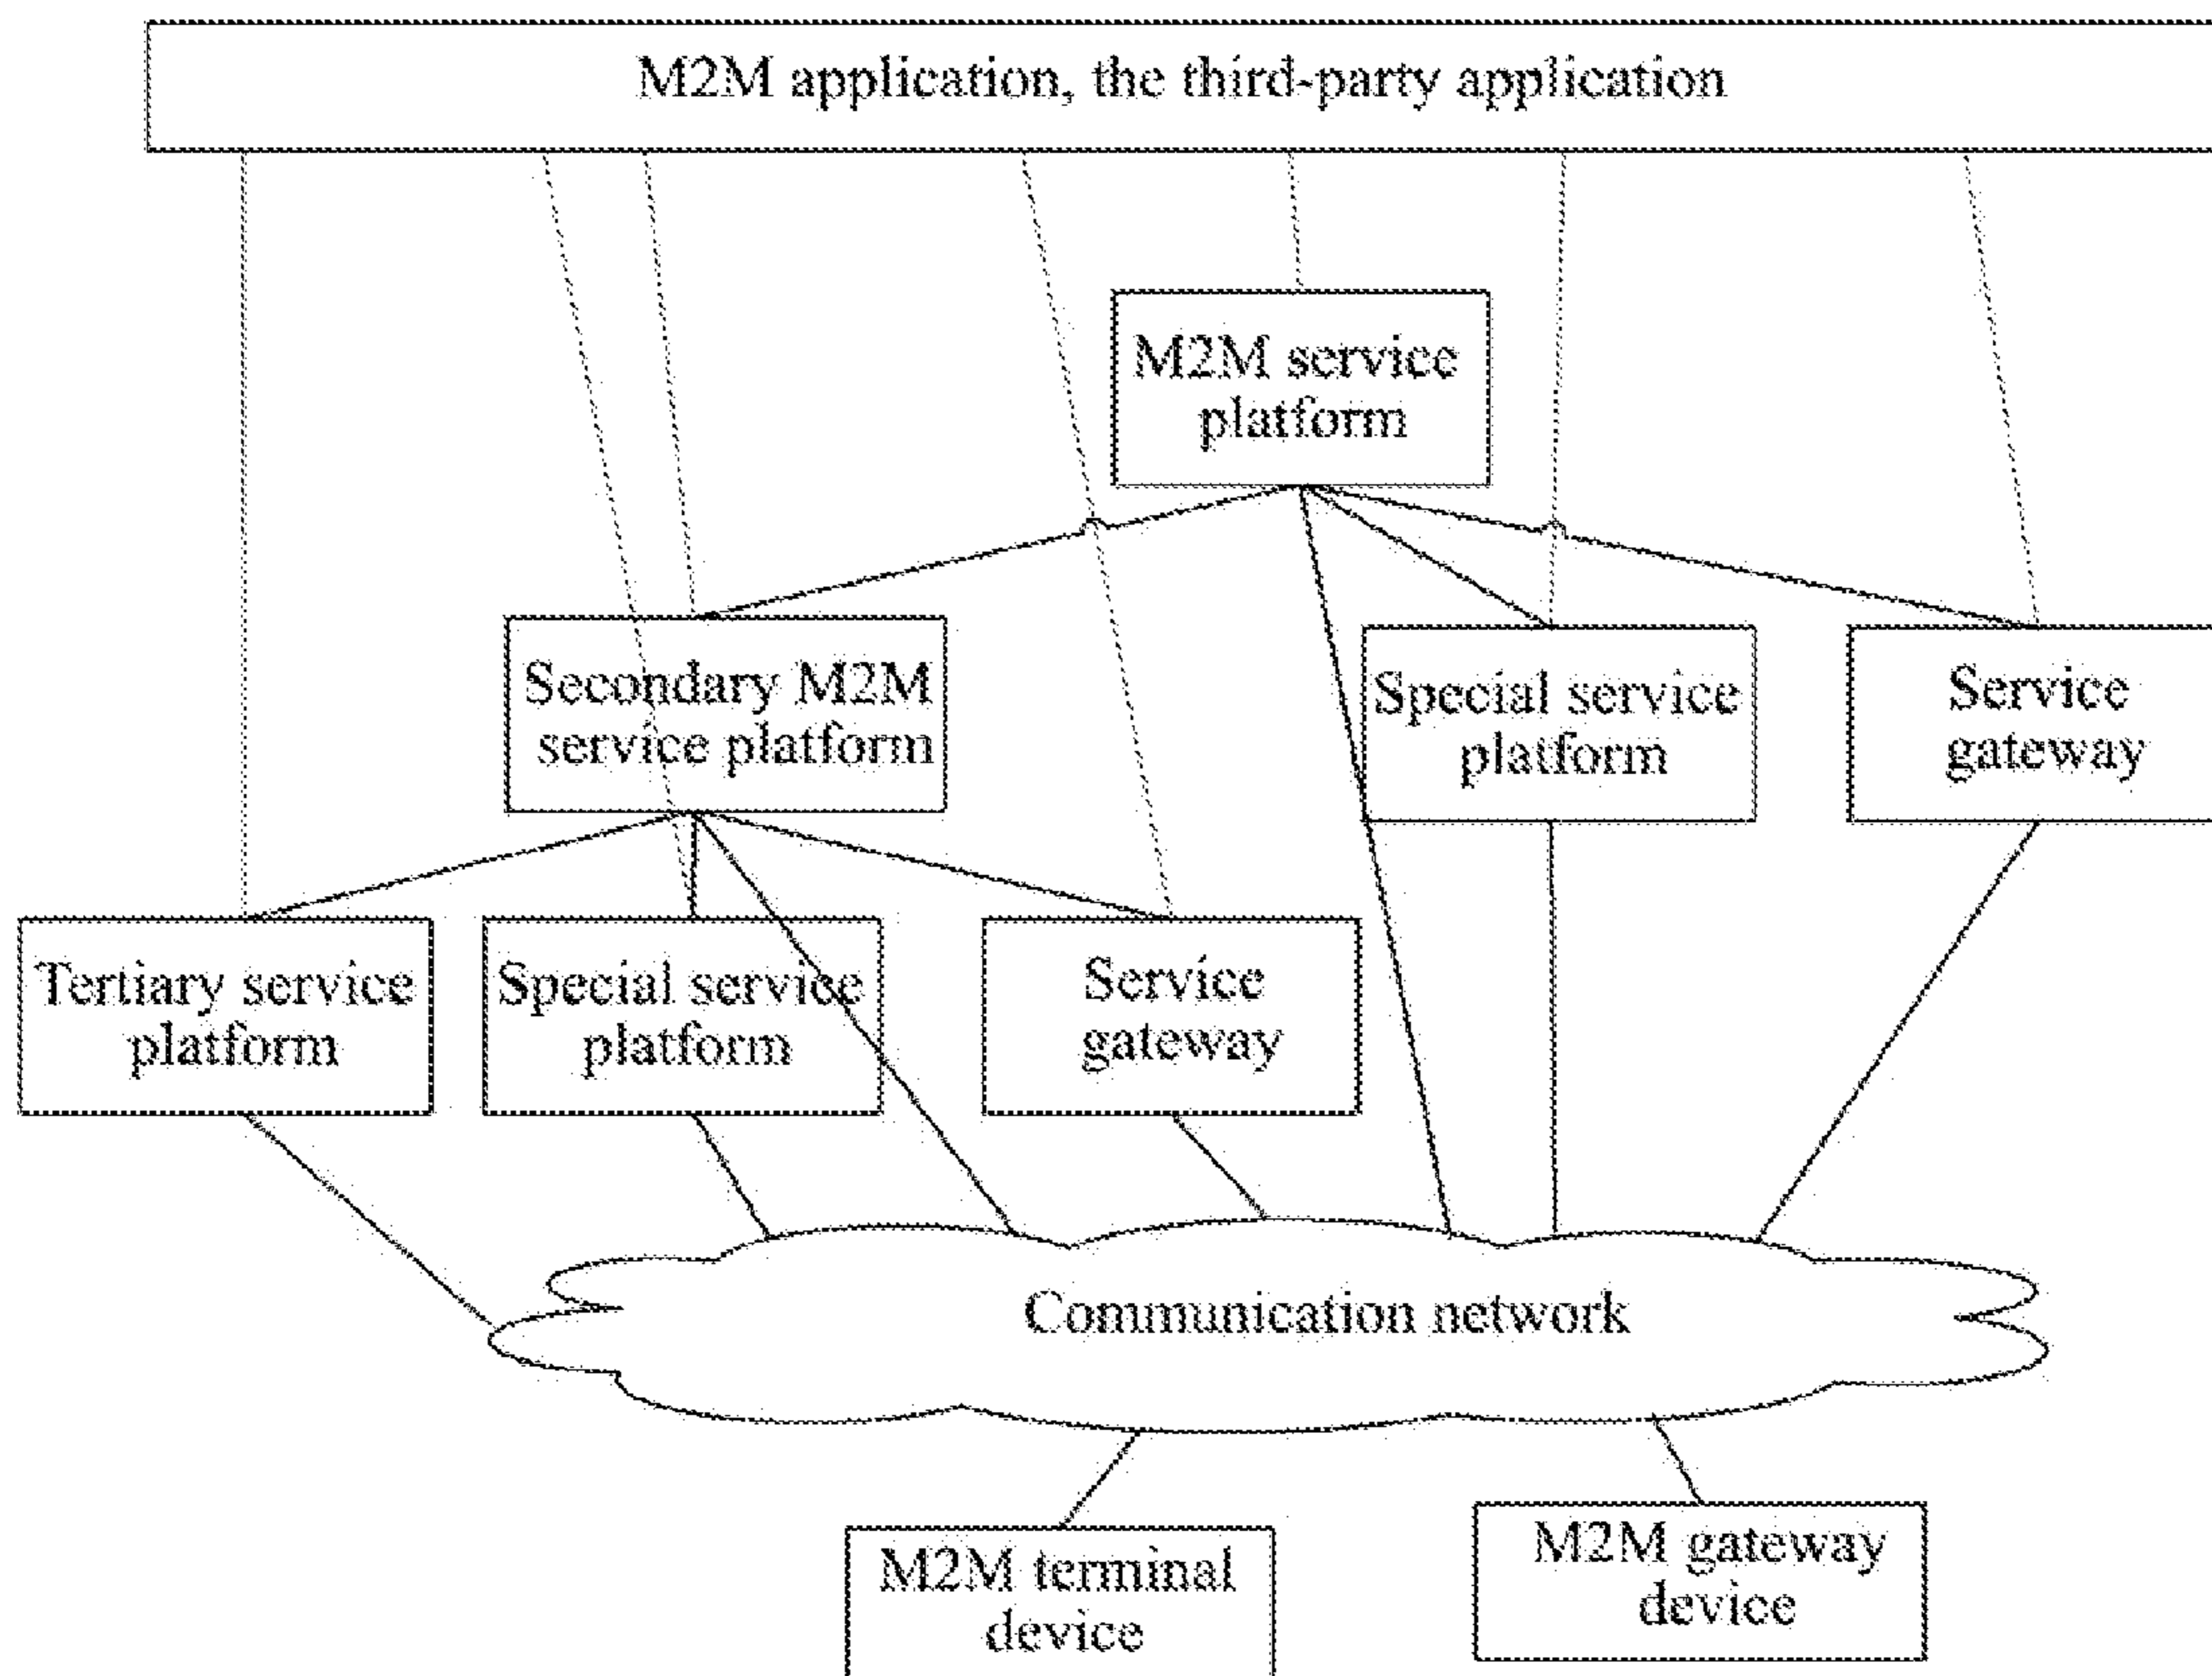 M2M application, the third-party application
M2M service
platform
Secondary M2M
service platform
Special service
platform
Service
gateway
Tertiary service
platform
Special service
platform
Service
gateway
Communication network
M2M terminal
device
M2M gateway
device